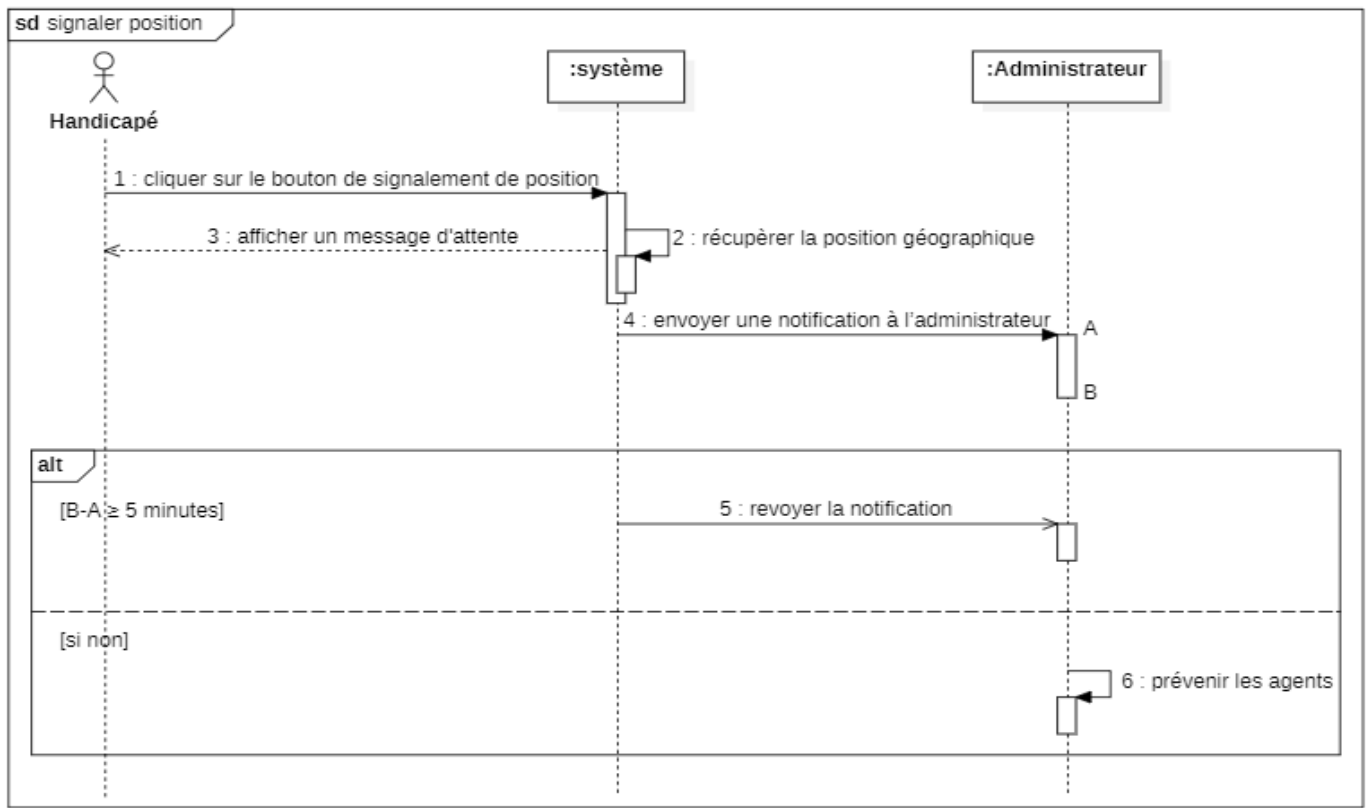 sd signaler position
Handicapé
:système
:Administrateur
1 : cliquer sur le bouton de signalement de position
3 : afficher un message d'attente
2 : récupèrer la position géographique
4 : envoyer une notification à l'administrateur
A
B
alt
[B-A ≥ 5 minutes]
5 : revoyer la notification
[si non]
6 : prévenir les agents